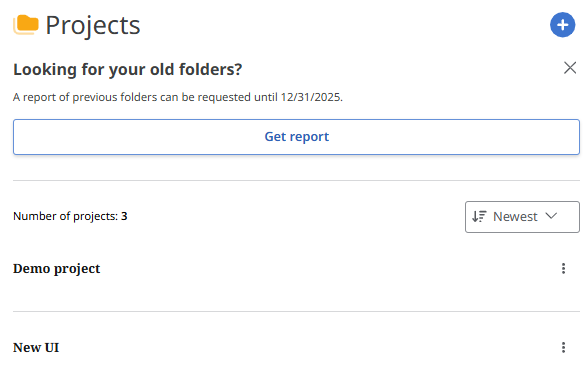 Projects
Looking for your old folders?
A report of previous folders can be requested until 12/31/2025.
Get report
Number of projects: 3
Newest
Demo project
New UI